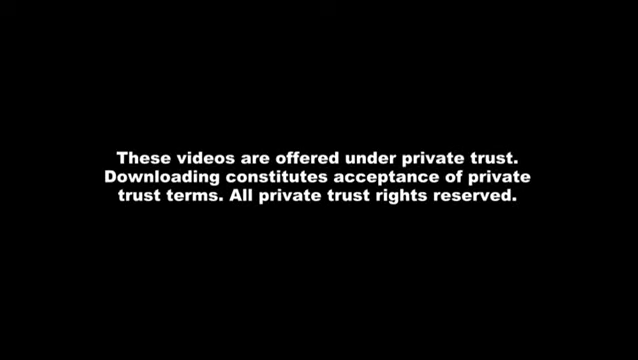 These videos are offered under private trust.
Downloading constitutes acceptance of private
trust terms. All private trust rights reserved.